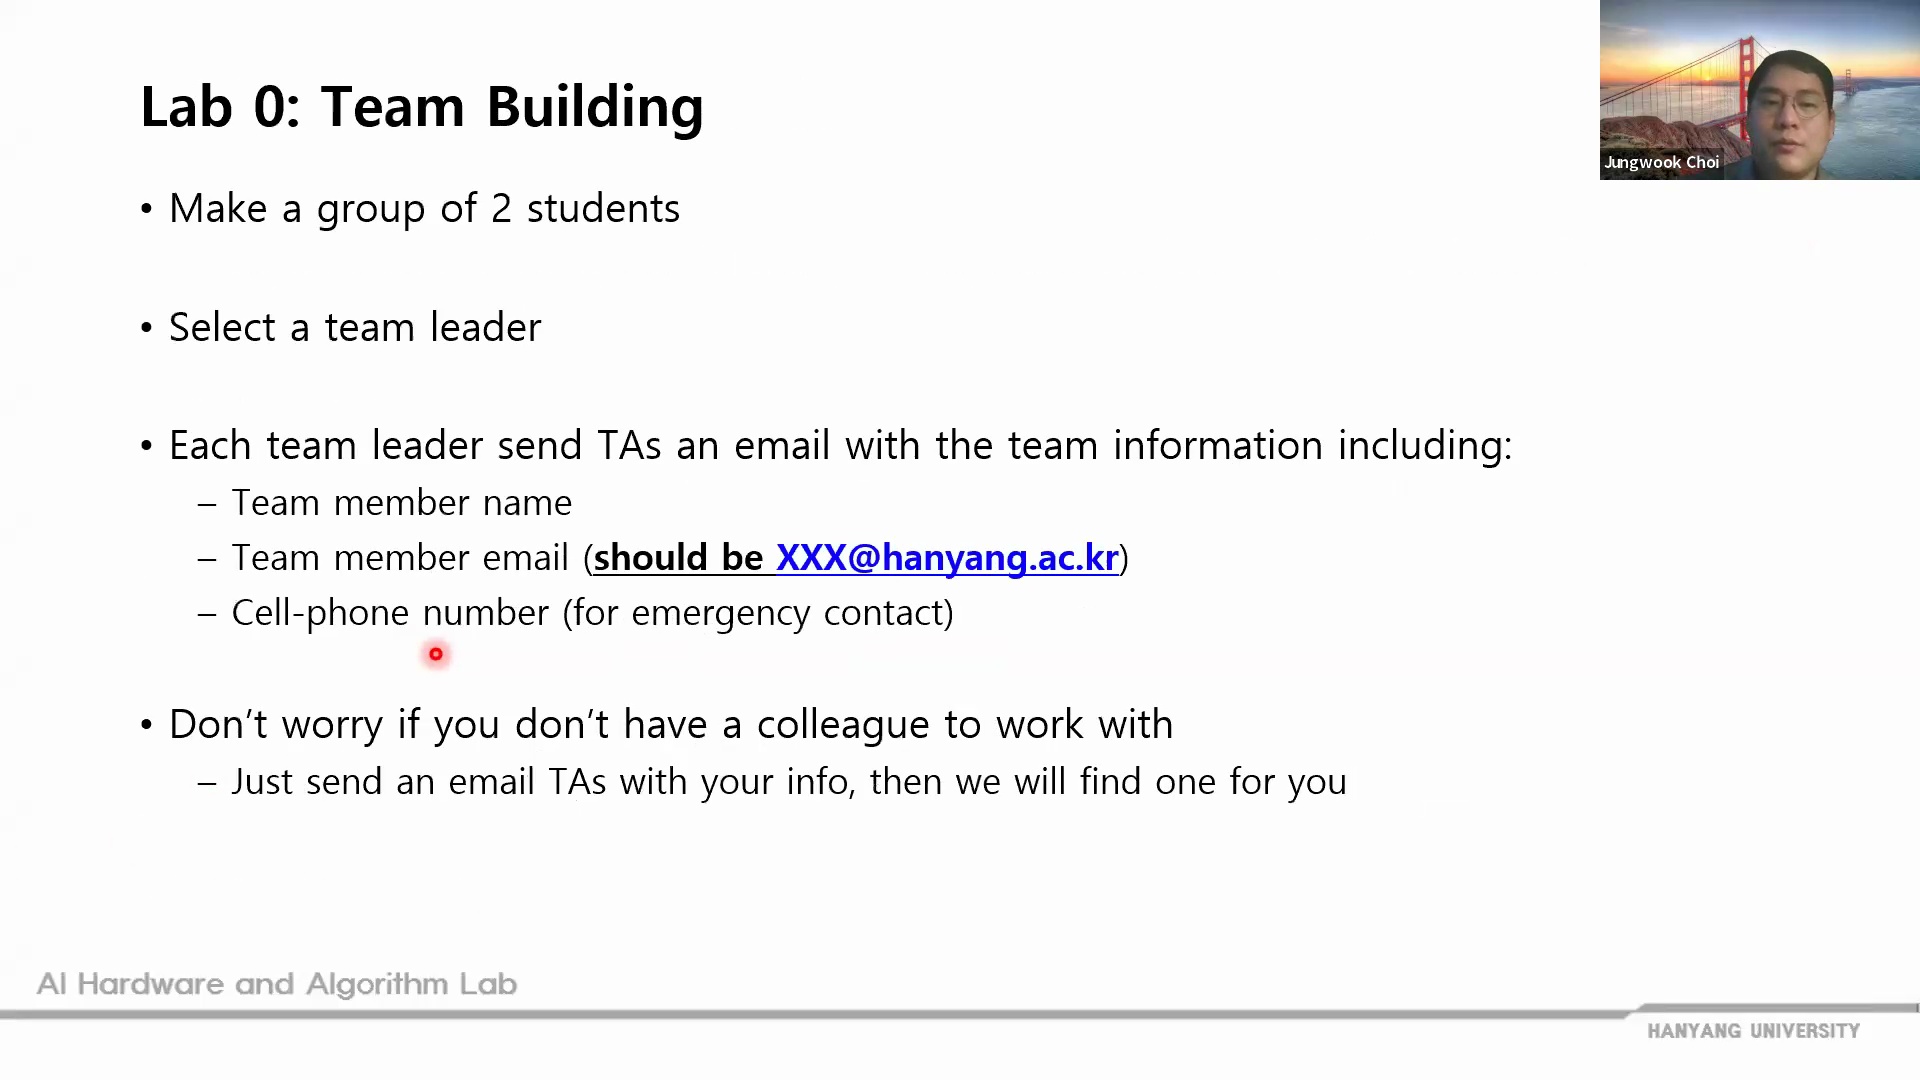 Lab 0: Team Building
Jungwook Choi
• Make a group of 2 students
• Select a team leader
• Each team leader send TAs an email with the team information including:
– Team member name
– Team member email (should be XXX@hanyang.ac.kr)
– Cell-phone number (for emergency contact)
• Don’t worry if you don’t have a colleague to work with
– Just send an email TAs with your info, then we will find one for you
AI Hardware and Algorithm Lab
HANYANG UNIVERSITY